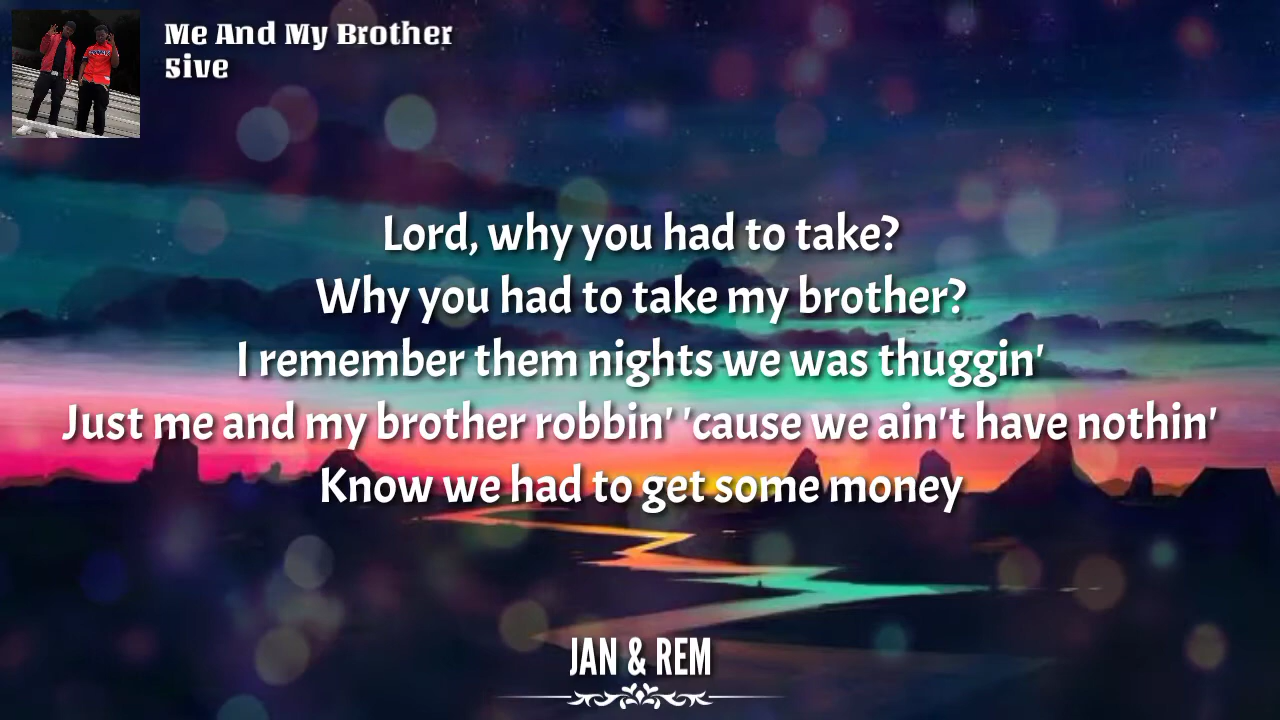 Me And My Brother
5ive
Lord, why you had to take?
Why you had to take my brother?
I remember them nights we was thuggin'
Just me and my brother robbin' 'cause we ain't have nothin'
Know we had to get some money
JAN & REM